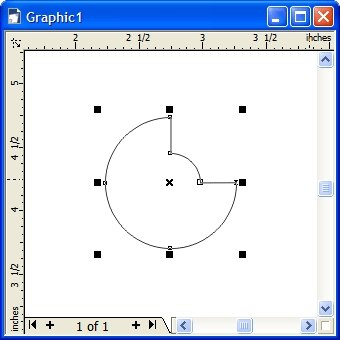 Graphic1
2 2 1/2 3 3 1/2 inches
5
4 1/2
4
3 1/2
inches
1 of 1